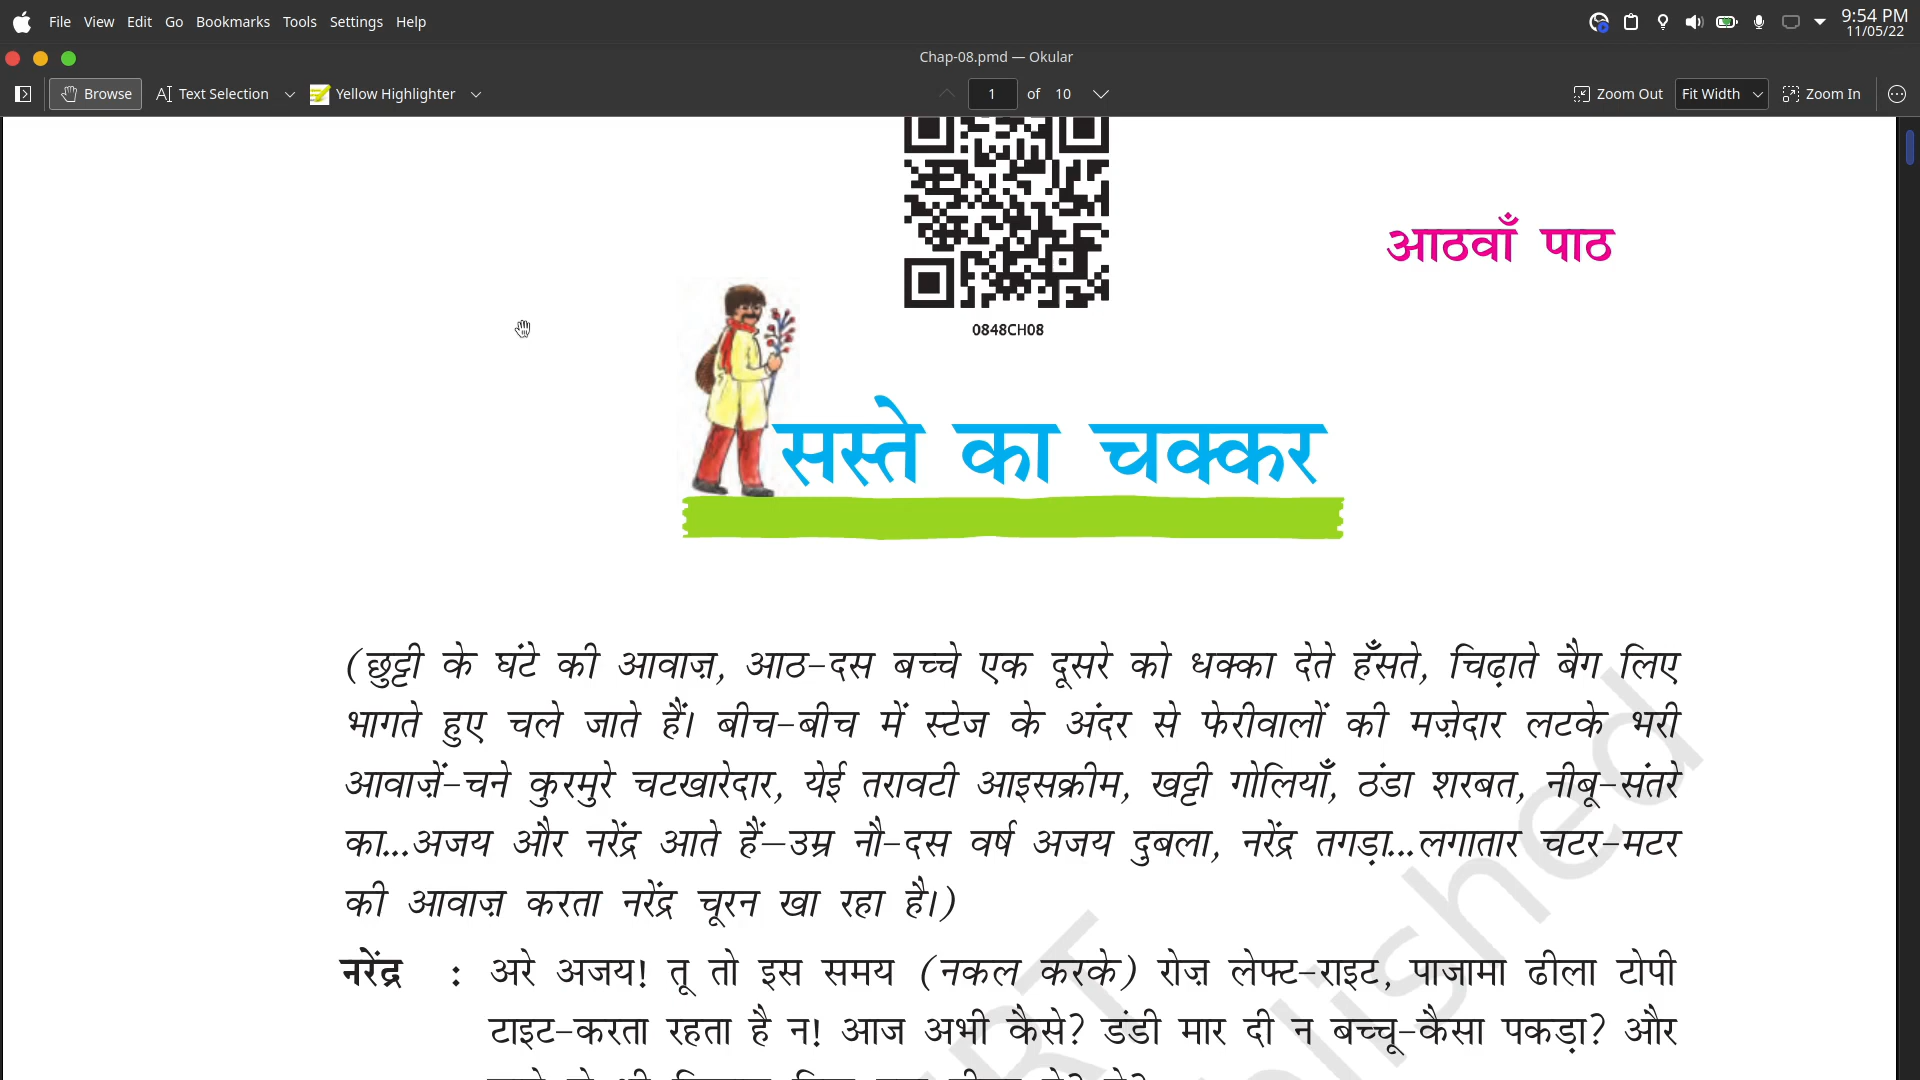 File View Edit Go Bookmarks Tools Settings Help
9:54 PM
11/05/22
Chap-08.pmd — Okular
Browse Text Selection Yellow Highlighter 1 of 10 Zoom Out Fit Width Zoom In
आठवाँ पाठ
0848CH08
सस्ते का चक्कर
(छुट्टी के घंटे की आवाज़, आठ-दस बच्चे एक दूसरे को धक्का देते हँसते, चिढ़ाते बैग लिए
भागते हुए चले जाते हैं। बीच-बीच में स्टेज के अंदर से फेरीवालों की मज़ेदार लटके भरी
आवाज़ें-चने कुरमुरे चटखारेदार, येई तरावटी आइसक्रीम, खट्टी गोलियाँ, ठंडा शरबत, नीबू-संतरे
का...अजय और नरेंद्र आते हैं—उम्र नौ-दस वर्ष अजय दुबला, नरेंद्र तगड़ा...लगातार चटर-मटर
की आवाज़ करता नरेंद्र चूरन खा रहा है।)
नरेंद्र : अरे अजय! तू तो इस समय (नकल करके) रोज़ लेफ्ट-राइट, पाजामा ढीला टोपी
टाइट-करता रहता है न! आज अभी कैसे? डंडी मार दी न बच्चू-कैसा पकड़ा? और